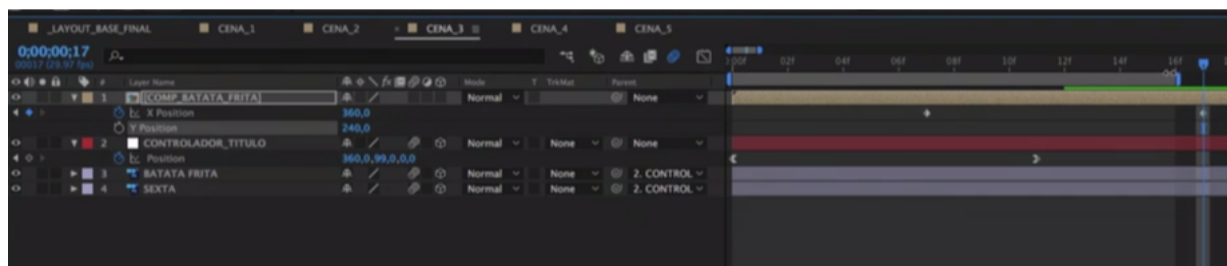 _LAYOUT_BASE_FINAL CENA_1 CENA_2 × CENA_3 CENA_4 CENA_5
0;00;00;17
00017 (29.97 fps)
:00f 02f 04f 06f 08f 10f 12f 14f 16f
# Layer Name Mode T TrkMat Parent
1 [COMP_BATATA_FRITA] Normal None
X Position 360,0
Y Position 240,0
2 CONTROLADOR_TITULO Normal None None
Position 360,0,99,0,0,0
3 BATATA FRITA Normal None 2. CONTROL
4 SEXTA Normal None 2. CONTROL